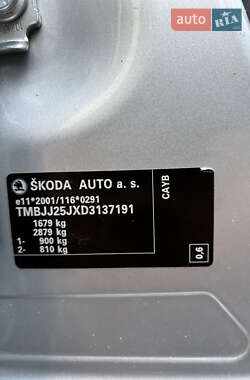 AUTO.RIA.com
ŠKODA AUTO a. s.
e11*2001/116*0291
TMBJJ25JXD3137191
1679 kg
2879 kg
1- 900 kg
2- 810 kg
CAYB
0,6